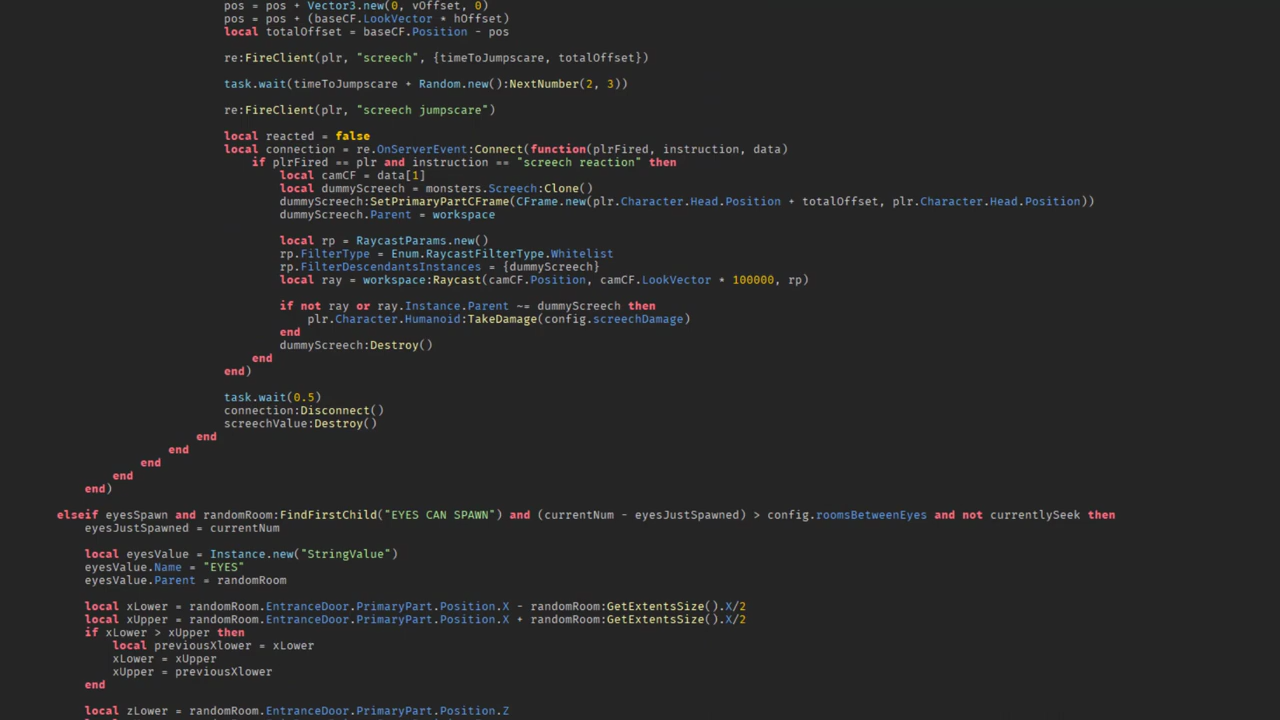 pos = pos + Vector3.new(0, vOffset, 0)
pos = pos + (baseCF.LookVector * hOffset)
local totalOffset = baseCF.Position - pos
re:FireClient(plr, "screech", {timeToJumpscare, totalOffset})
task.wait(timeToJumpscare + Random.new():NextNumber(2, 3))
re:FireClient(plr, "screech jumpscare")
local reacted = false
local connection = re.OnServerEvent:Connect(function(plrFired, instruction, data)
if plrFired == plr and instruction == "screech reaction" then
local camCF = data[1]
local dummyScreech = monsters.Screech:Clone()
dummyScreech:SetPrimaryPartCFrame(CFrame.new(plr.Character.Head.Position + totalOffset, plr.Character.Head.Position))
dummyScreech.Parent = workspace
local rp = RaycastParams.new()
rp.FilterType = Enum.RaycastFilterType.Whitelist
rp.FilterDescendantsInstances = {dummyScreech}
local ray = workspace:Raycast(camCF.Position, camCF.LookVector * 100000, rp)
if not ray or ray.Instance.Parent ~= dummyScreech then
plr.Character.Humanoid:TakeDamage(config.screechDamage)
end
dummyScreech:Destroy()
end
end)
task.wait(0.5)
connection:Disconnect()
screechValue:Destroy()
end
end
end
end
end)
elseif eyesSpawn and randomRoom:FindFirstChild("EYES CAN SPAWN") and (currentNum - eyesJustSpawned) > config.roomsBetweenEyes and not currentlySeek then
eyesJustSpawned = currentNum
local eyesValue = Instance.new("StringValue")
eyesValue.Name = "EYES"
eyesValue.Parent = randomRoom
local xLower = randomRoom.EntranceDoor.PrimaryPart.Position.X - randomRoom:GetExtentsSize().X/2
local xUpper = randomRoom.EntranceDoor.PrimaryPart.Position.X + randomRoom:GetExtentsSize().X/2
if xLower > xUpper then
local previousXlower = xLower
xLower = xUpper
xUpper = previousXlower
end
local zLower = randomRoom.EntranceDoor.PrimaryPart.Position.Z